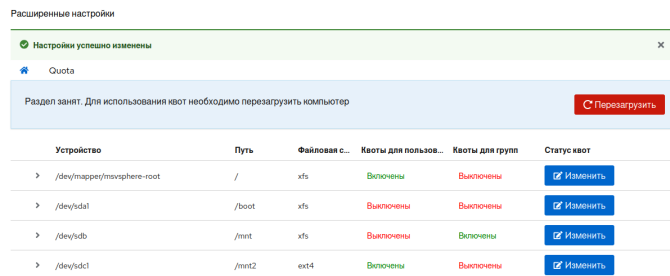 Расширенные настройки
Настройки успешно изменены
Quota
Раздел занят. Для использования квот необходимо перезагрузить компьютер
Перезагрузить
Устройство Путь Файловая с... Квоты для пользов... Квоты для групп Статус квот
/dev/mapper/msvsphere-root / xfs Включены Выключены Изменить
/dev/sda1 /boot xfs Выключены Выключены Изменить
/dev/sdb /mnt xfs Выключены Включены Изменить
/dev/sdc1 /mnt2 ext4 Включены Выключены Изменить